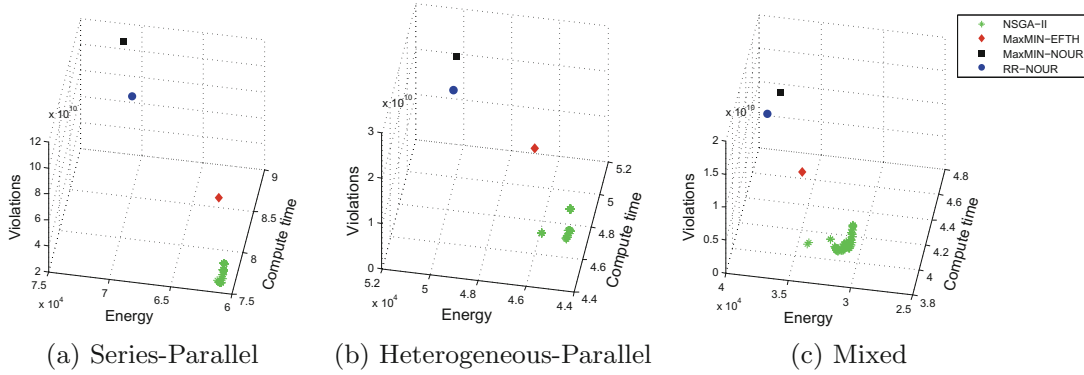 NSGA−II
MaxMIN−EFTH
MaxMIN−NOUR
RR−NOUR
x 10^10
12
10
8
6
4
2
Violations
7.5
7
6.5
6
x 10^4
Energy
7.5
8
8.5
9
Compute time
(a) Series-Parallel
x 10^10
3
2
1
0
Violations
5.2
5
4.8
4.6
4.4
x 10^4
Energy
4.4
4.6
4.8
5
5.2
Compute time
(b) Heterogeneous-Parallel
x 10^10
2
1.5
1
0.5
0
Violations
4
3.5
3
2.5
x 10^4
Energy
3.8
4
4.2
4.4
4.6
4.8
Compute time
(c) Mixed